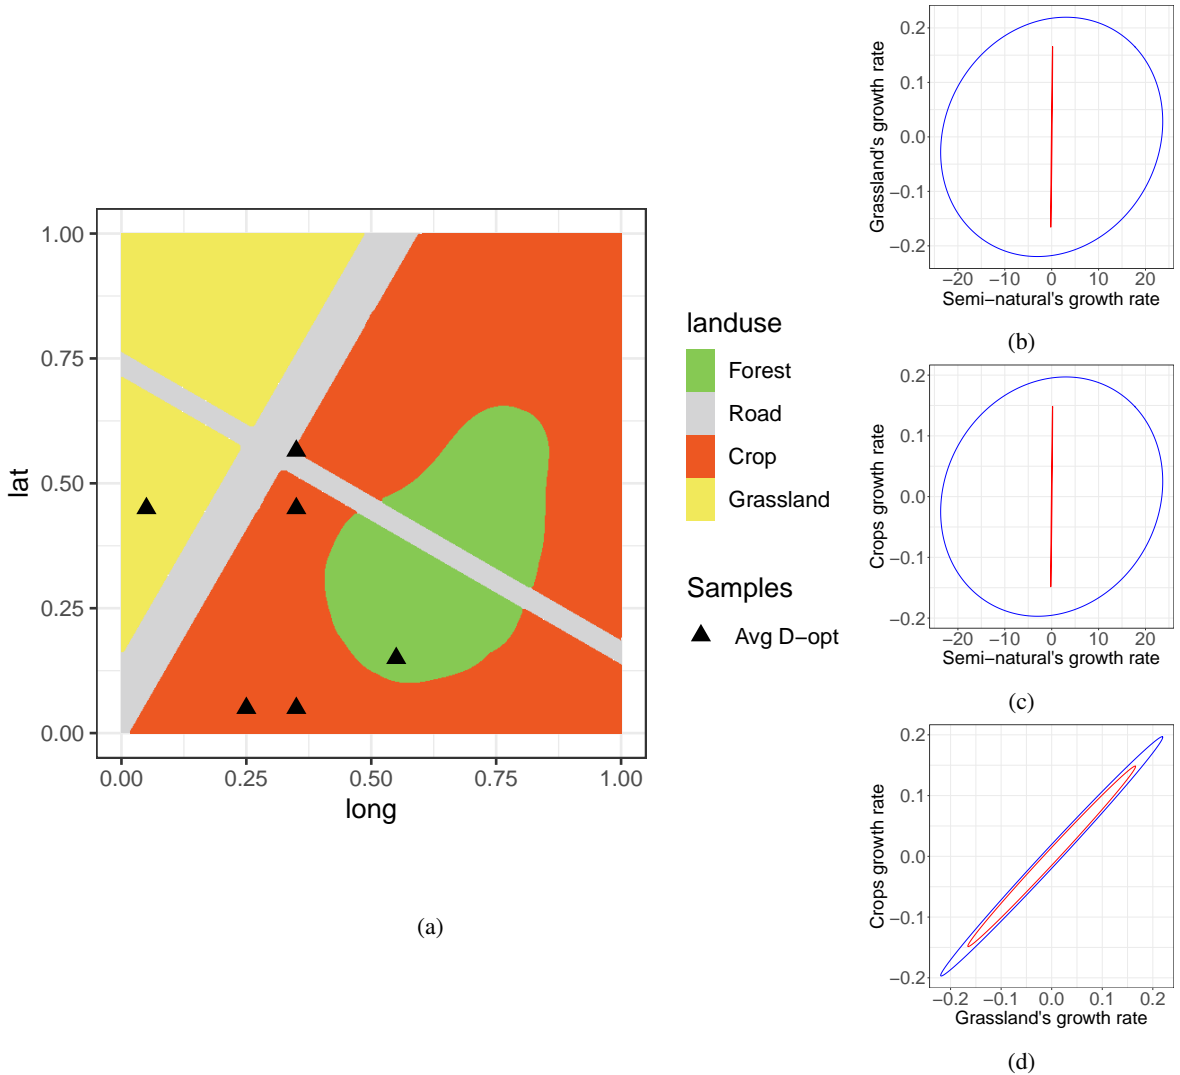 1.00
0.75
0.50
0.25
0.00
lat
0.00 0.25 0.50 0.75 1.00
long
landuse
Forest
Road
Crop
Grassland
Samples
Avg D−opt
(a)
0.2
0.1
0.0
−0.1
−0.2
Grassland's growth rate
−20 −10 0 10 20
Semi−natural's growth rate
(b)
0.2
0.1
0.0
−0.1
−0.2
Crops growth rate
−20 −10 0 10 20
Semi−natural's growth rate
(c)
0.2
0.1
0.0
−0.1
−0.2
Crops growth rate
−0.2 −0.1 0.0 0.1 0.2
Grassland's growth rate
(d)